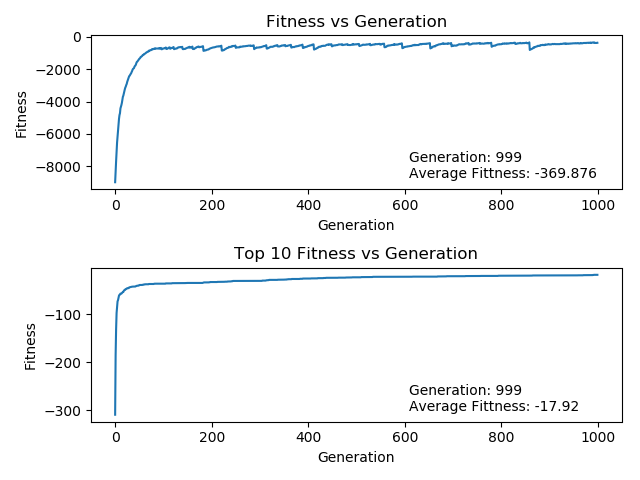 Fitness vs Generation
0
−2000
−4000
−6000
−8000
Fitness
Generation: 999
Average Fittness: -369.876
0 200 400 600 800 1000
Generation
Top 10 Fitness vs Generation
−100
−200
−300
Fitness
Generation: 999
Average Fittness: -17.92
0 200 400 600 800 1000
Generation